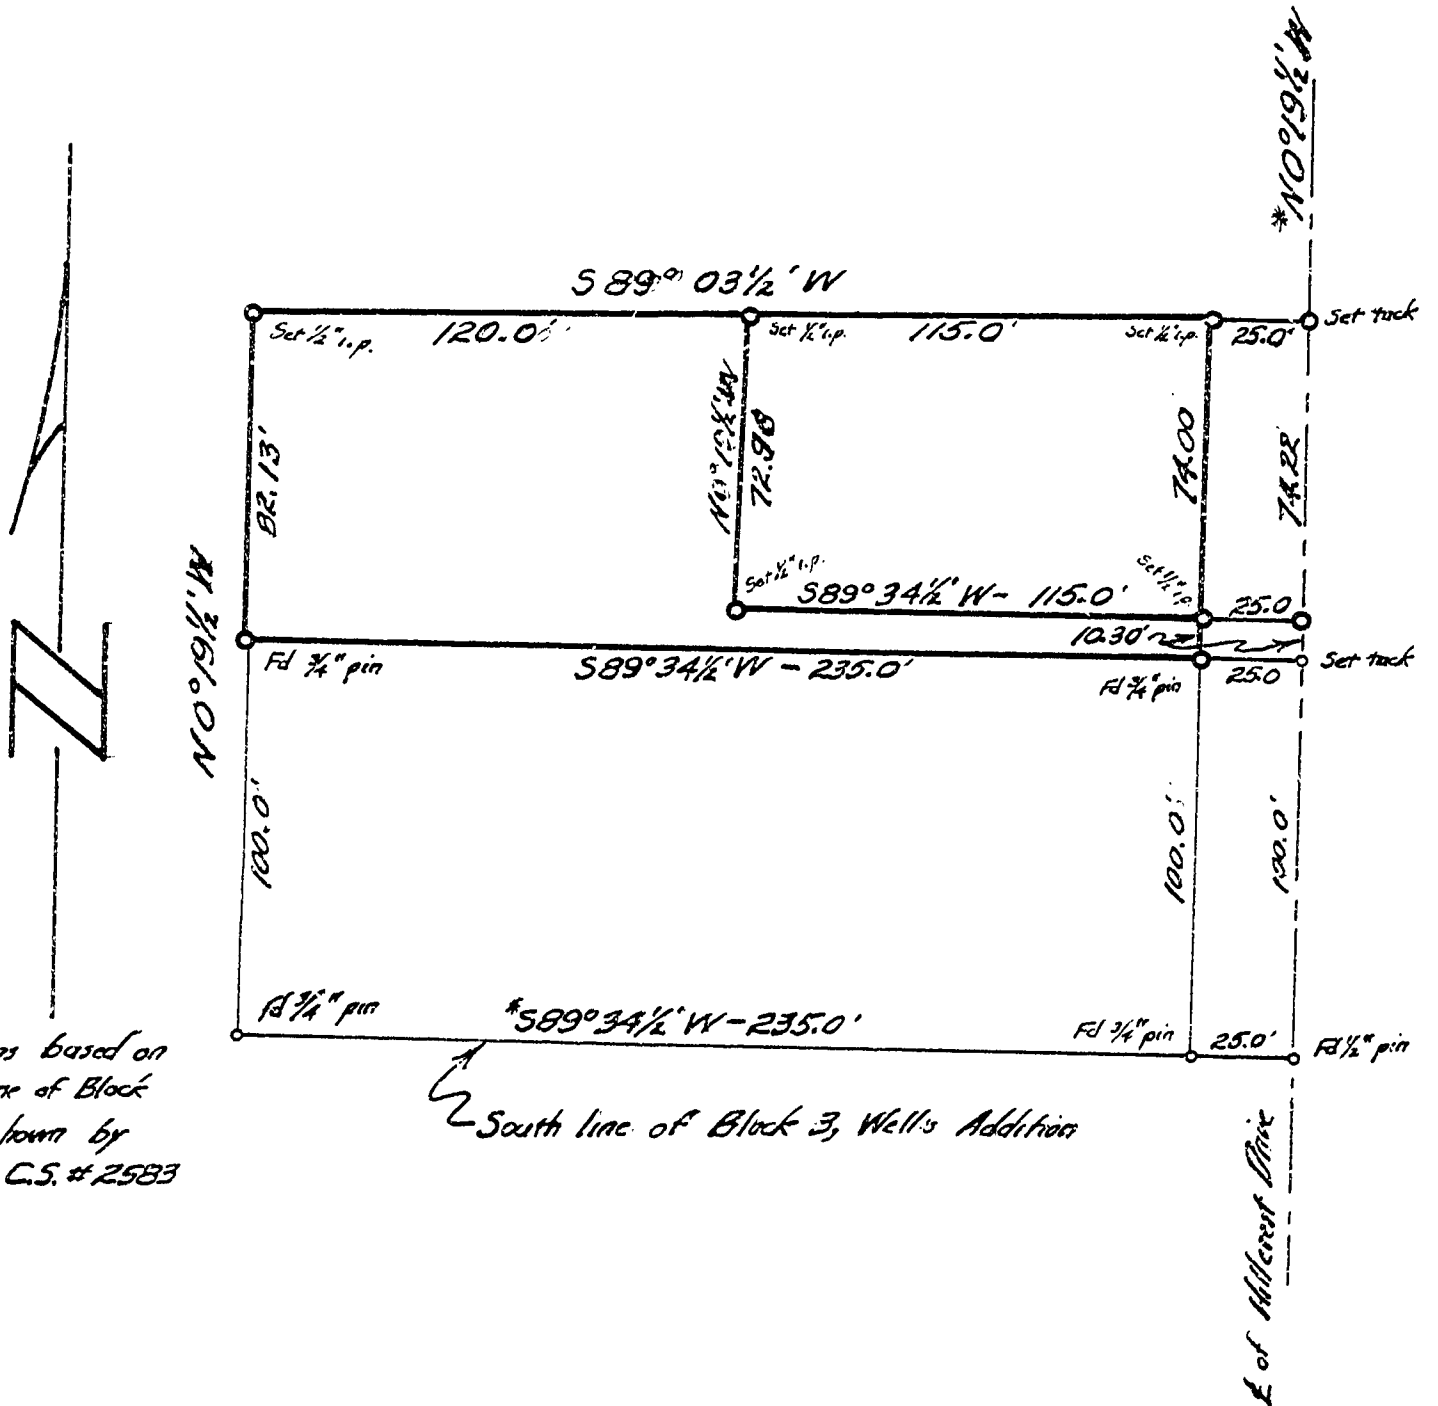 *N0°19½'W
S 89° 03½' W
Set ½" i.p.
120.0'
Set ½" i.p.
115.0'
Set ½" i.p.
25.0'
Set tack
82.13'
N0°19½'W
72.98
74.00
74.22
N0°19½'W
Set ½" i.p.
Set ½" i.p.
S89°34½' W- 115.0'
25.0
10.30'
Fd ¾" pin
S89°34½'W - 235.0'
Fd ¾" pin
25.0
Set tack
N
100.0'
100.0'
100.0'
Fd ¾" pin
*S89°34½' W-235.0'
Fd ¾" pin
25.0'
Fd ½" pin
South line of Block 3, Well's Addition
based on
of Block
by
C.S. # 2583
℄ of Hillcrest Drive